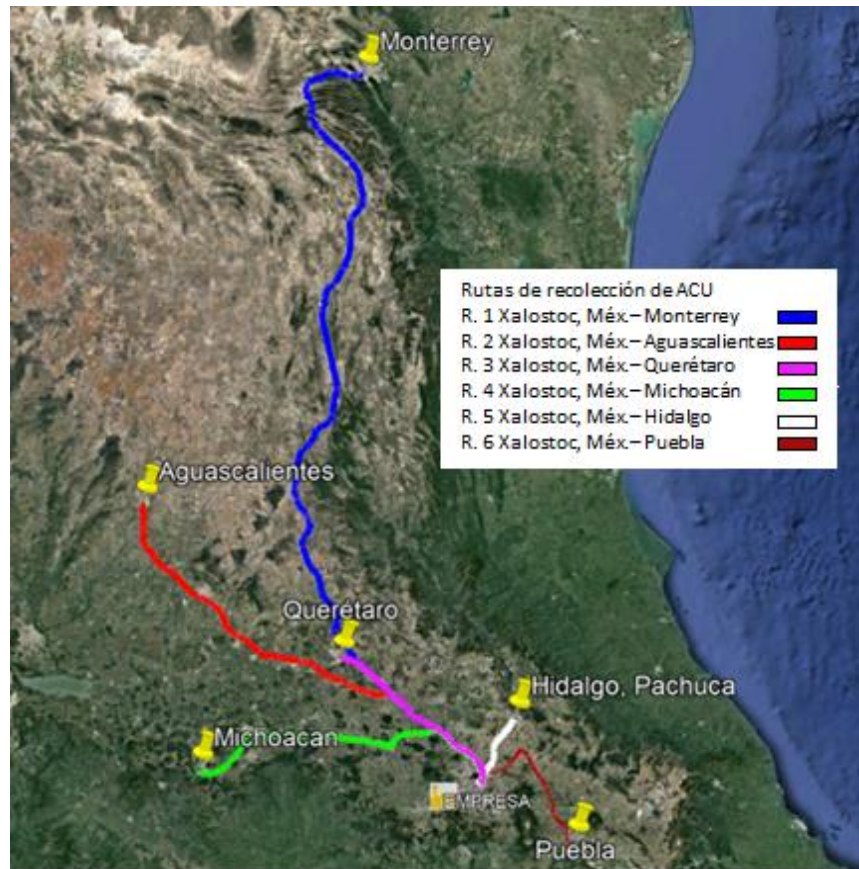 Monterrey
Rutas de recolección de ACU
R. 1 Xalostoc, Méx.– Monterrey
R. 2 Xalostoc, Méx.– Aguascalientes
R. 3 Xalostoc, Méx.– Querétaro
R. 4 Xalostoc, Méx.– Michoacán
R. 5 Xalostoc, Méx.– Hidalgo
R. 6 Xalostoc, Méx.– Puebla
Aguascalientes
Querétaro
Hidalgo, Pachuca
Michoacán
EMPRESA
Puebla